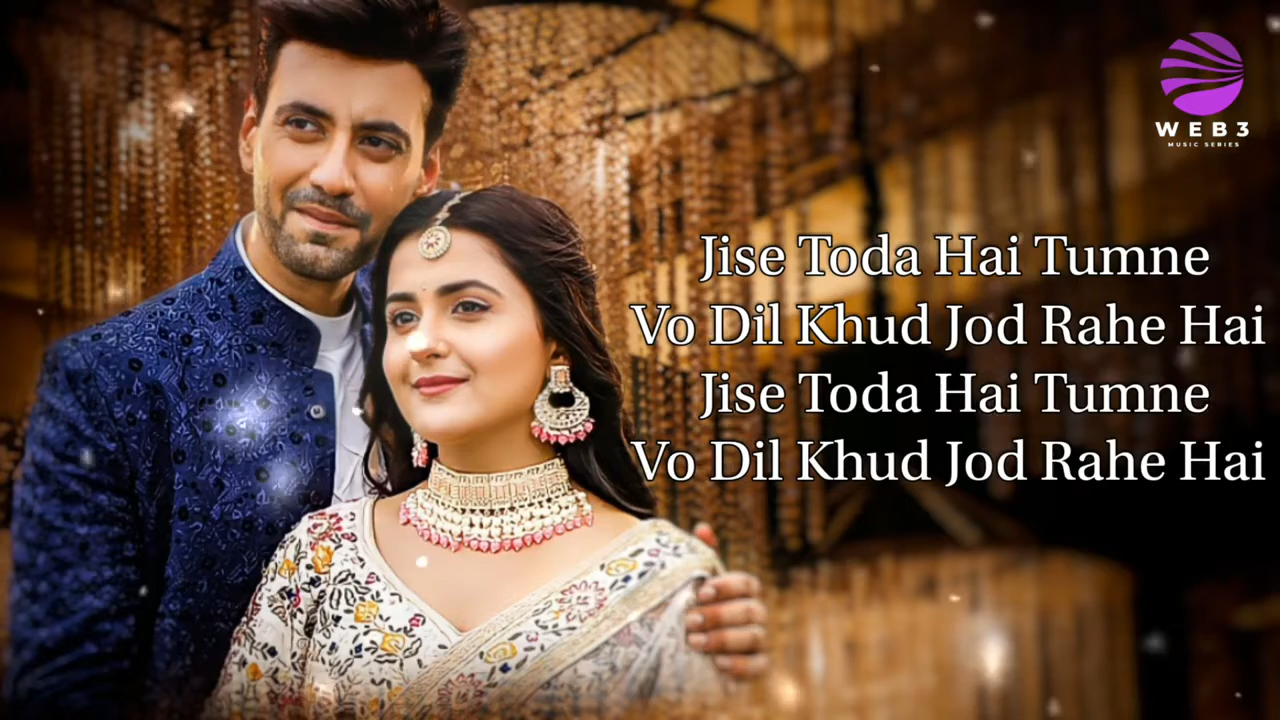 WEB3
MUSIC SERIES
Jise Toda Hai Tumne
Vo Dil Khud Jod Rahe Hai
Jise Toda Hai Tumne
Vo Dil Khud Jod Rahe Hai